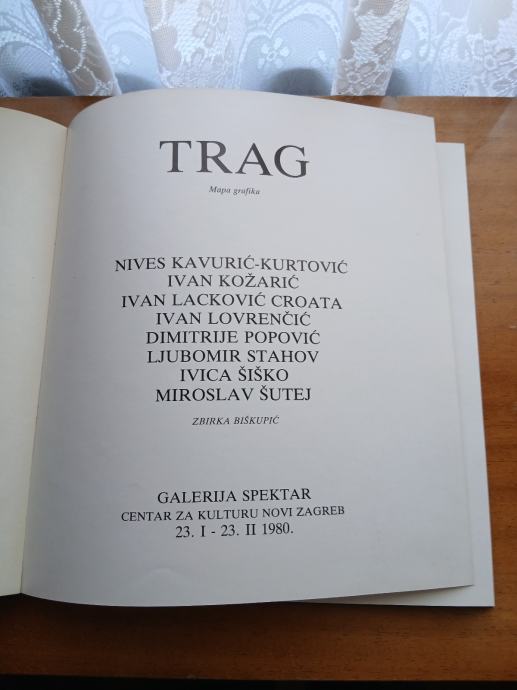 TRAG
Mapa grafika
NIVES KAVURIĆ-KURTOVIĆ
IVAN KOŽARIĆ
IVAN LACKOVIĆ CROATA
IVAN LOVRENČIĆ
DIMITRIJE POPOVIĆ
LJUBOMIR STAHOV
IVICA ŠIŠKO
MIROSLAV ŠUTEJ
ZBIRKA BIŠKUPIĆ
GALERIJA SPEKTAR
CENTAR ZA KULTURU NOVI ZAGREB
23. I - 23. II 1980.